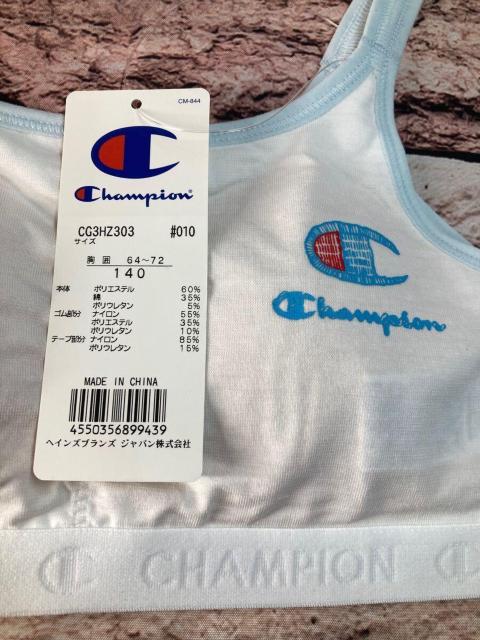 CM-844
Champion
CG3HZ303 #010
サイズ
胸囲 64~72
140
本体 ポリエステル 60%
綿 35%
ポリウレタン 5%
ゴム部分 ナイロン 55%
ポリエステル 35%
ポリウレタン 10%
テープ部分 ナイロン 85%
ポリウレタン 15%
MADE IN CHINA
4550356899439
ヘインズブランズ ジャパン株式会社
Champion
CHAMPION